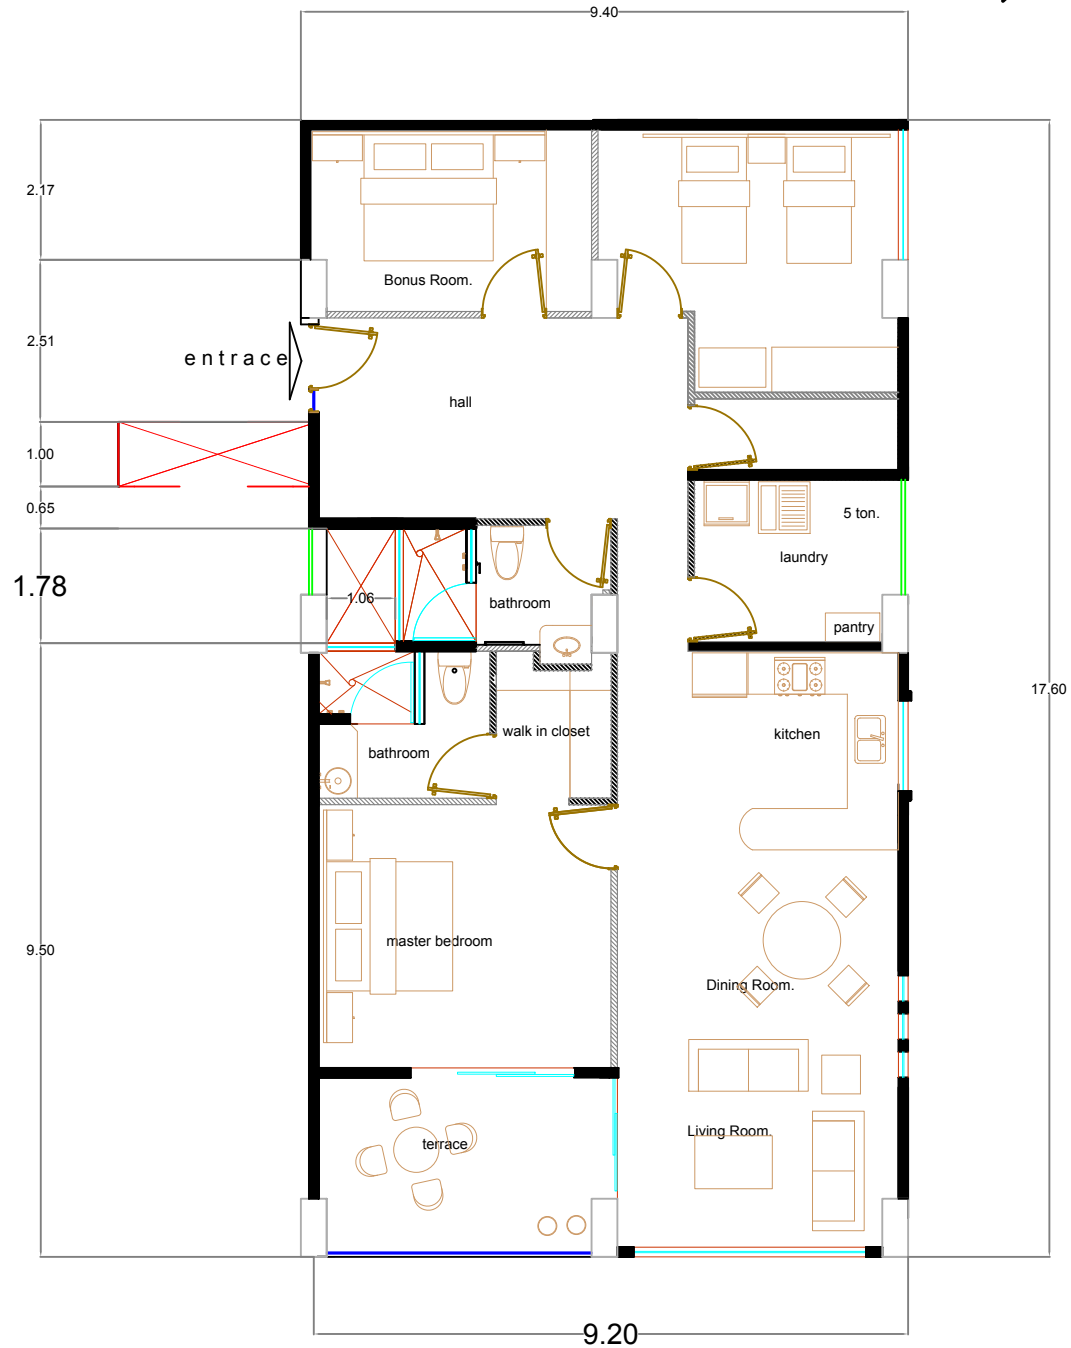 9.40
2.17
Bonus Room.
2.51
entrace
hall
1.00
0.65
5 ton.
laundry
1.78
1.06
bathroom
pantry
17.60
walk in closet
kitchen
bathroom
9.50
master bedroom
Dining Room.
Living Room.
terrace
9.20